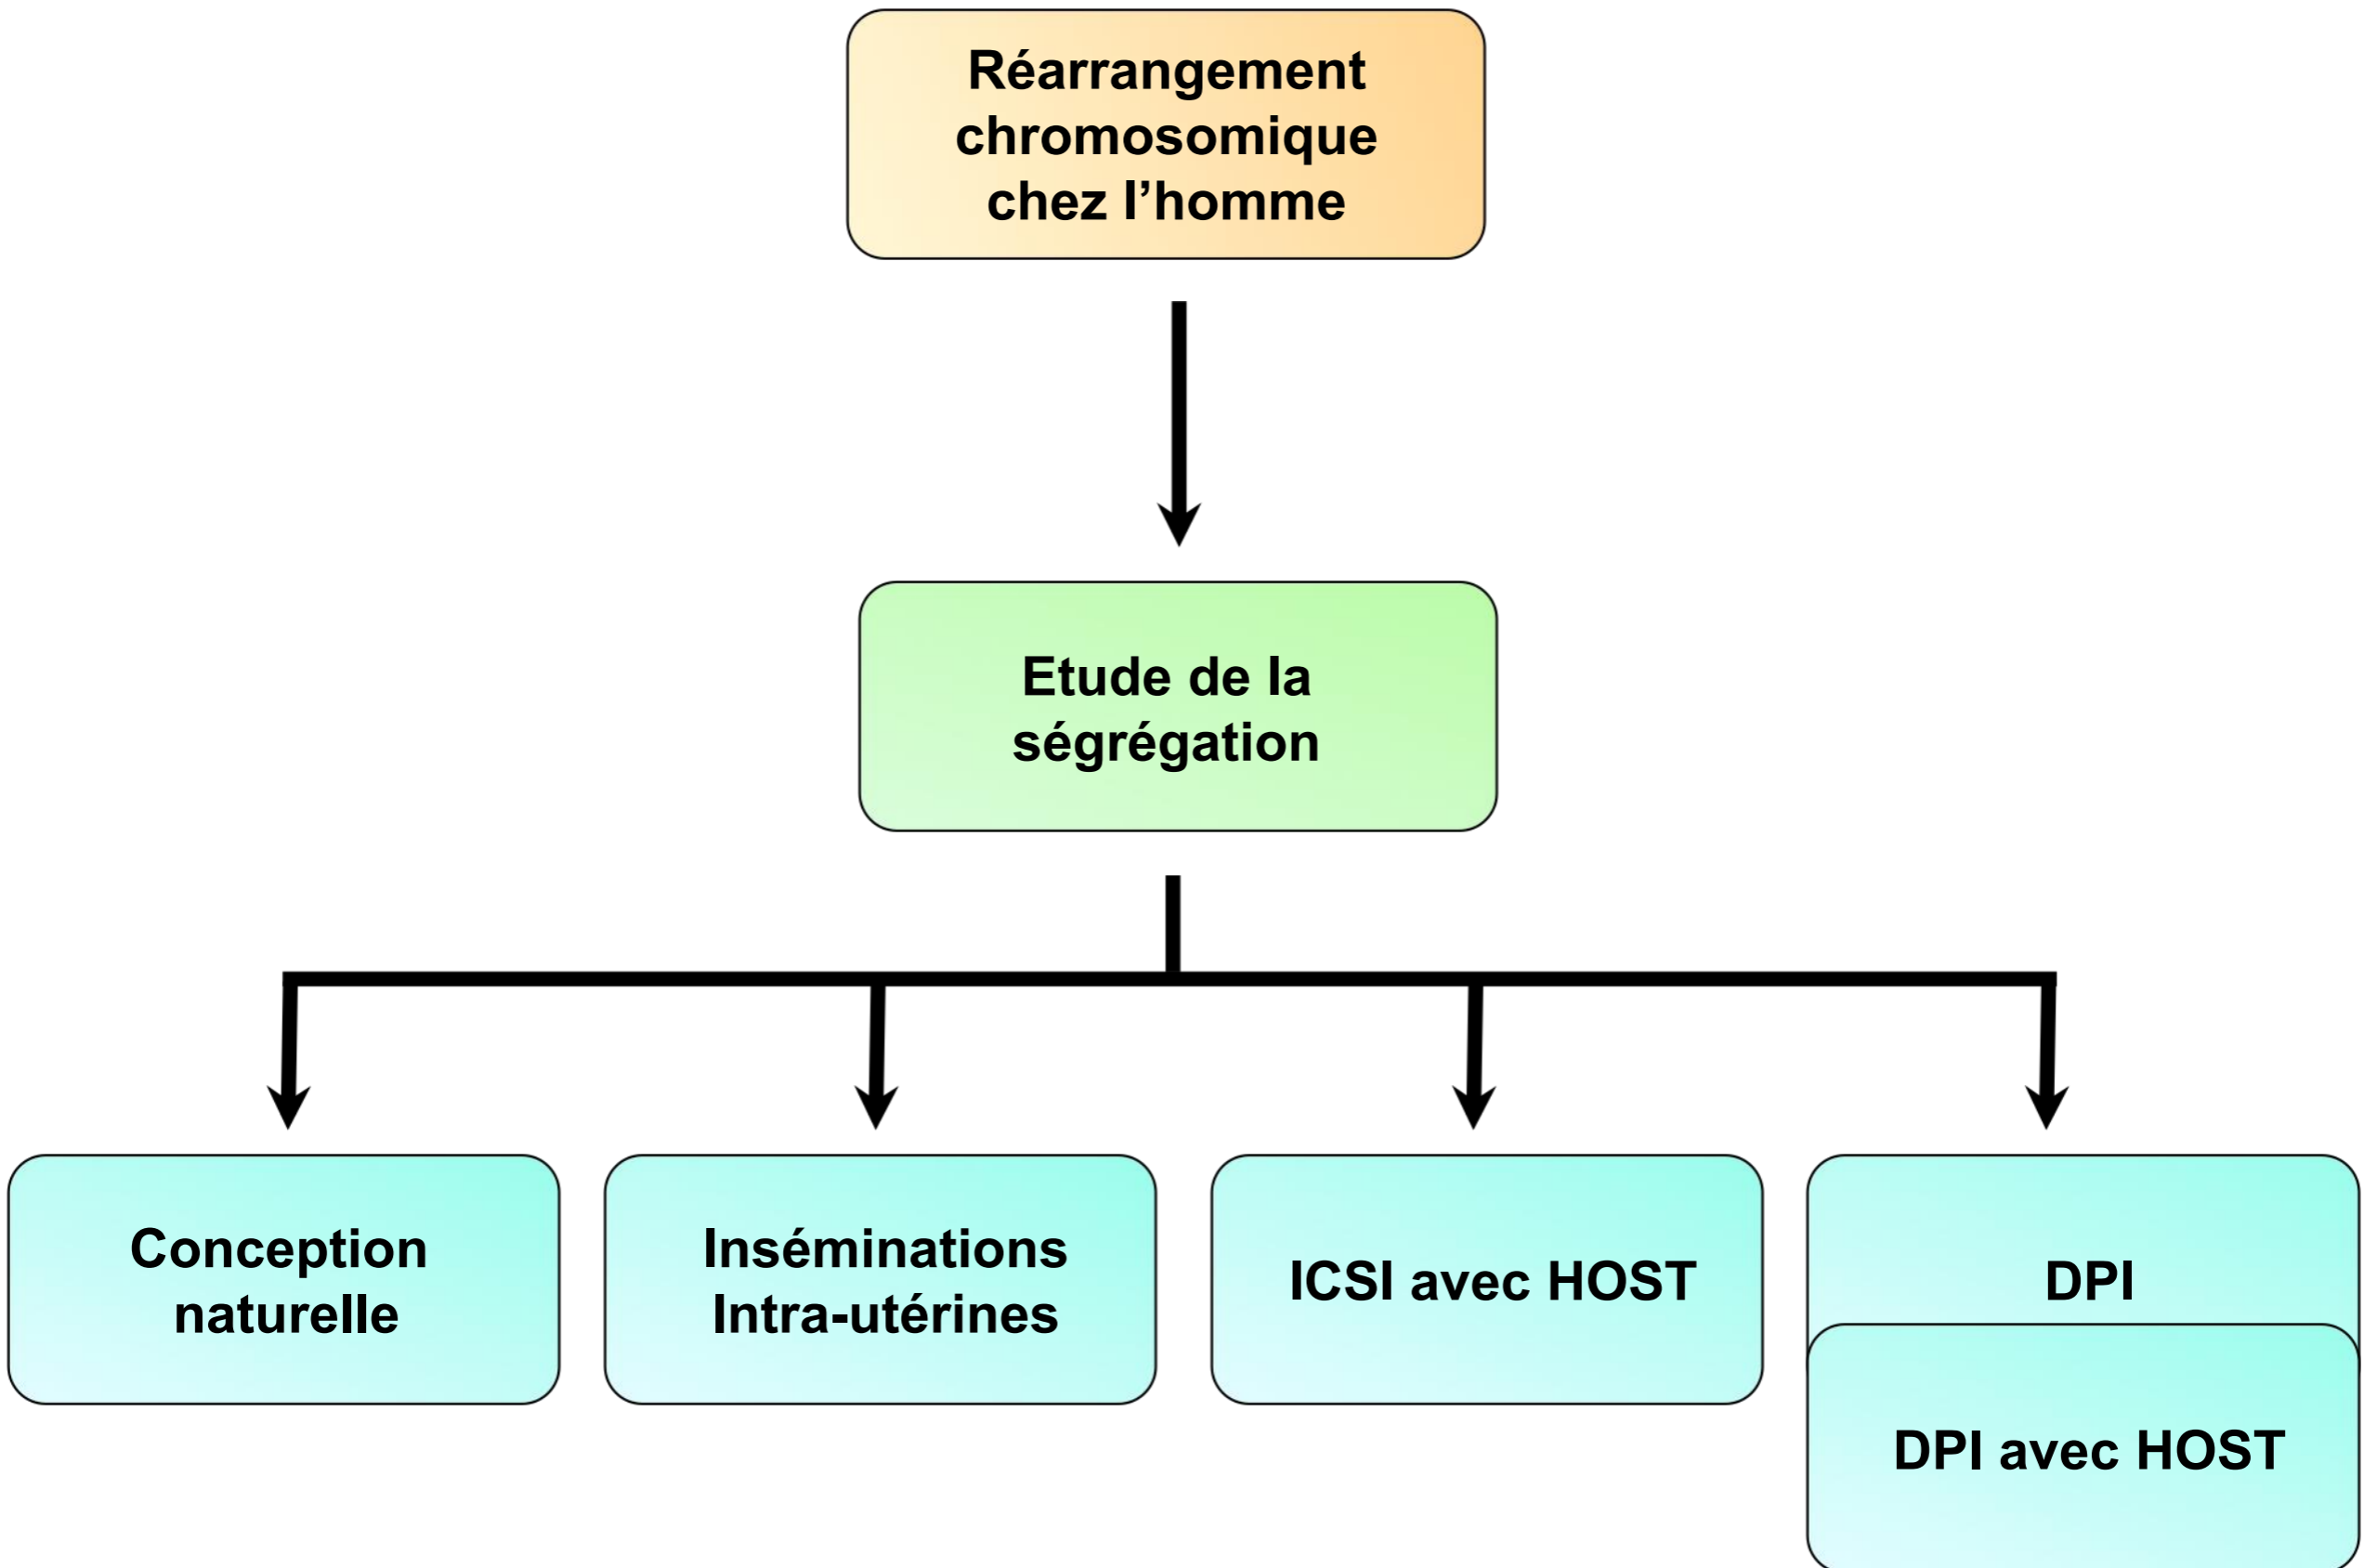 Réarrangement
chromosomique
chez l’homme
Etude de la
ségrégation
Conception
naturelle
Inséminations
Intra-utérines
ICSI avec HOST
DPI
DPI avec HOST